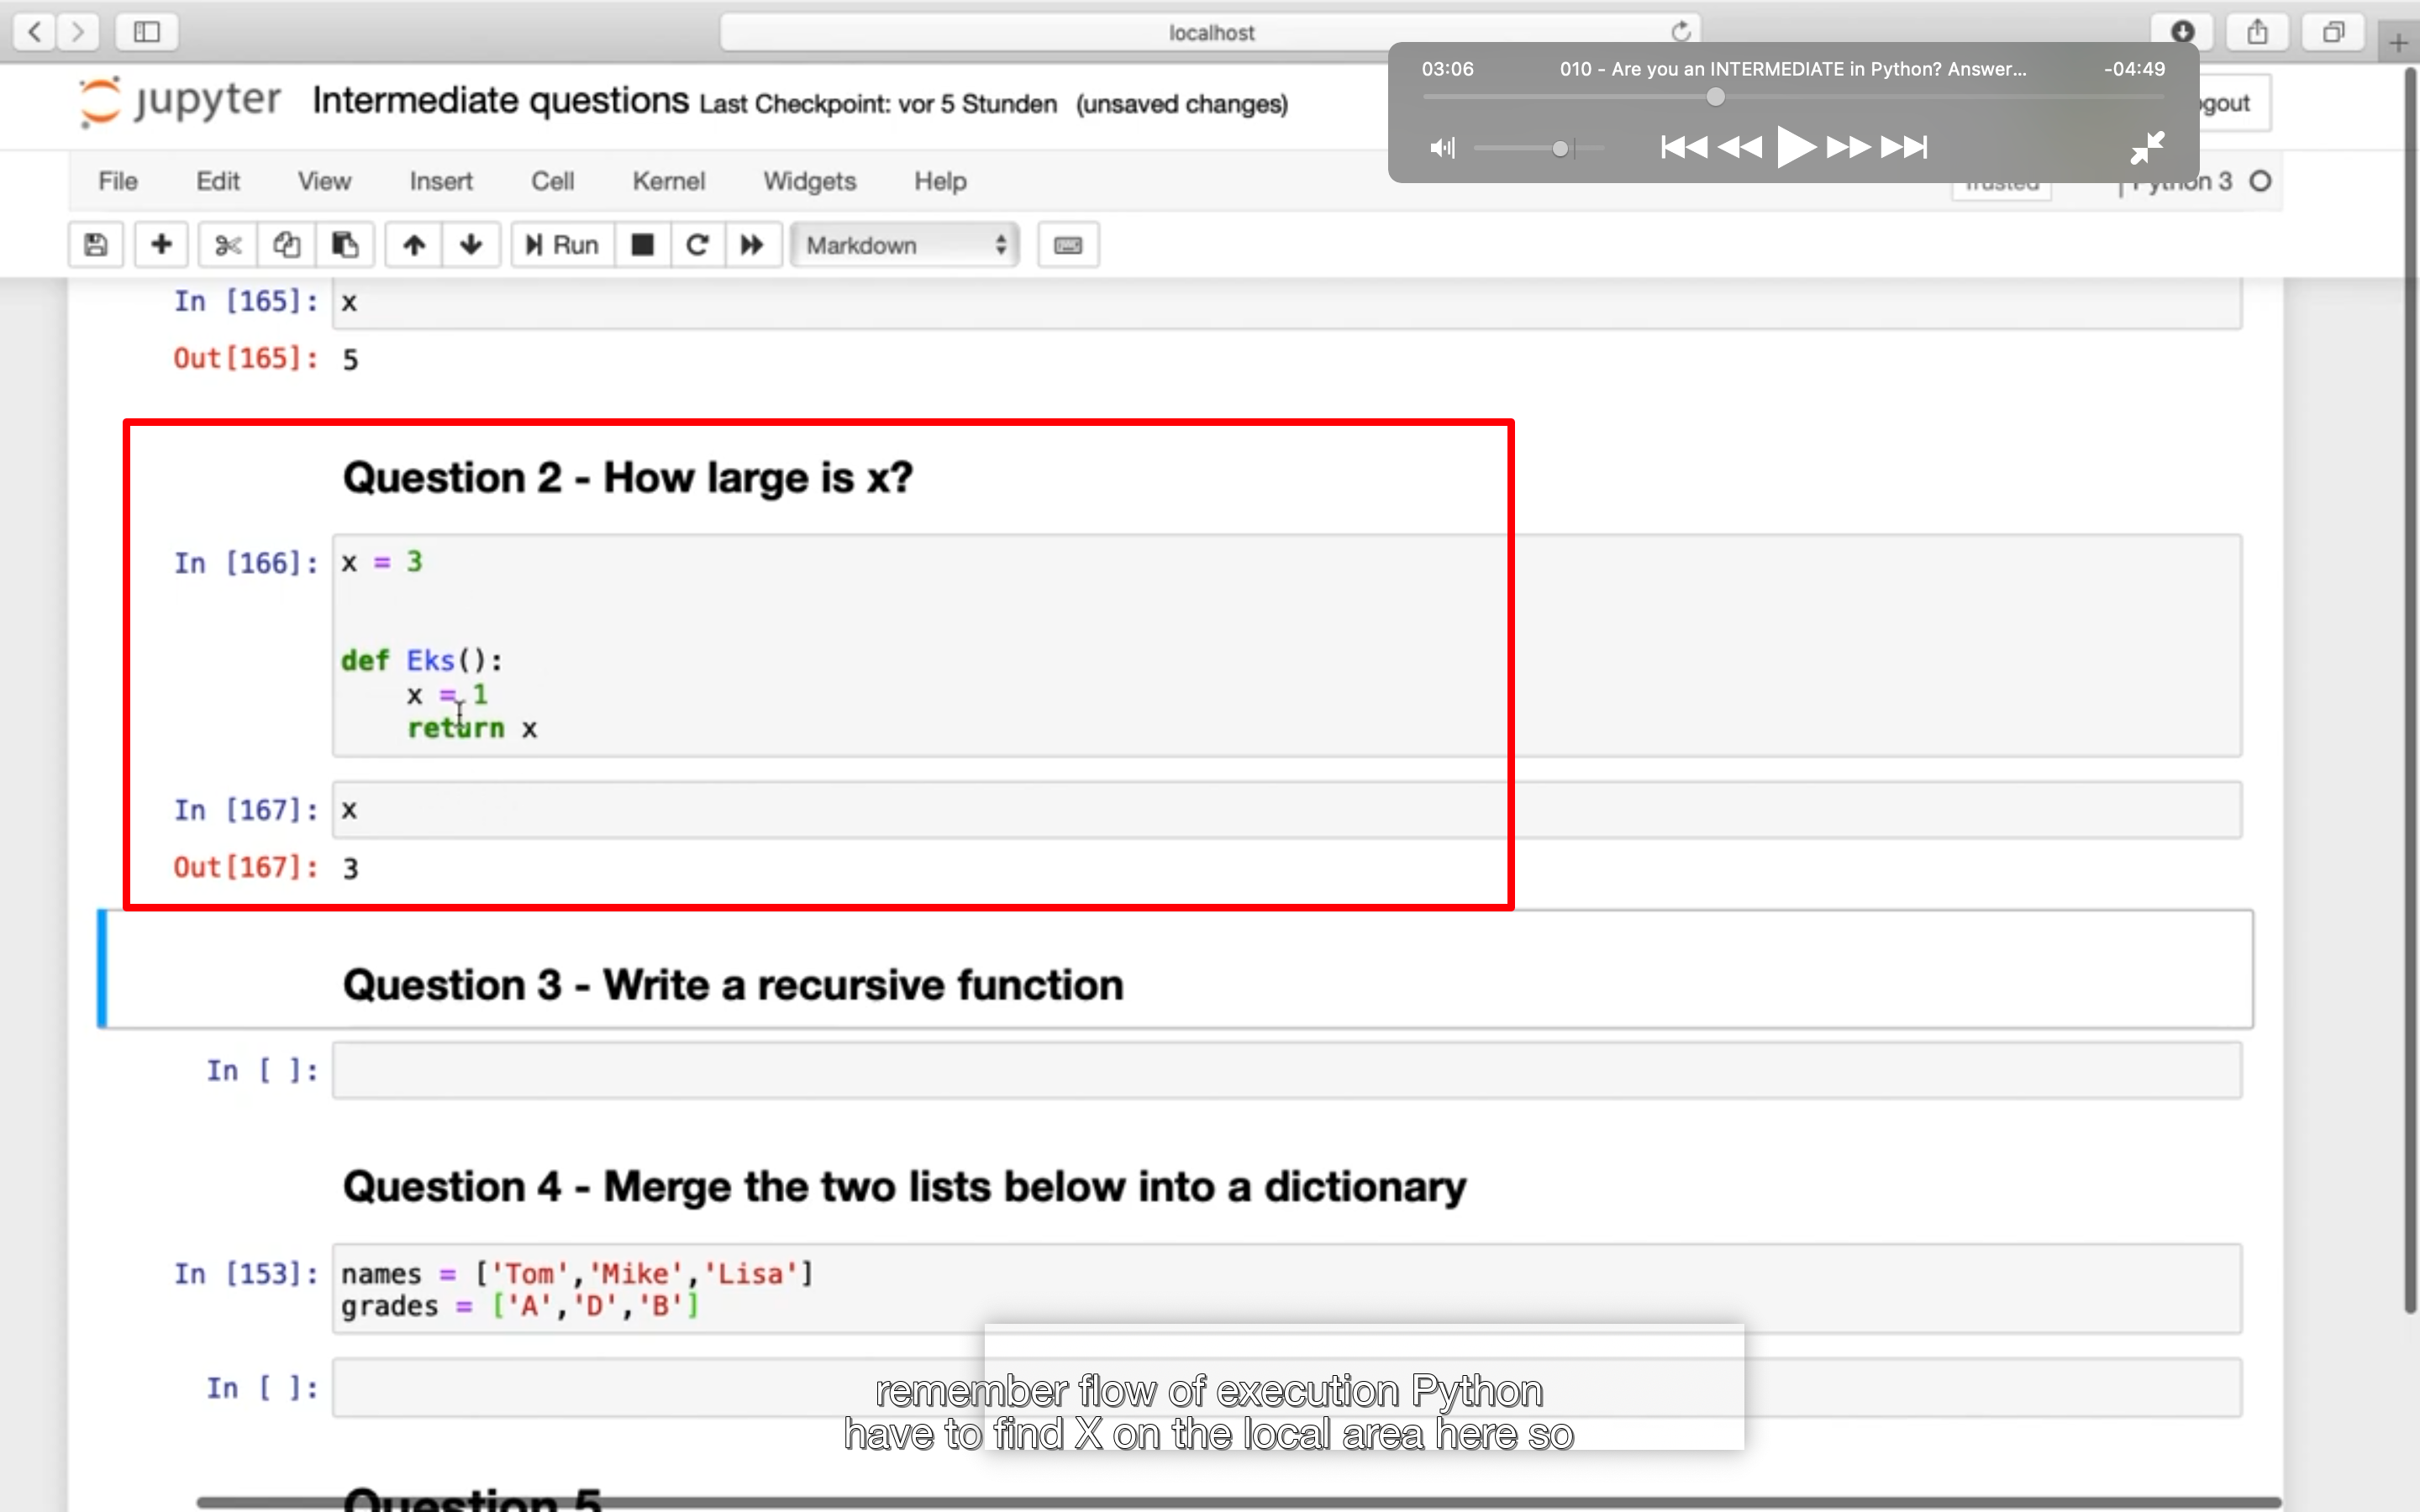 localhost
03:06 010 - Are you an INTERMEDIATE in Python? Answer... -04:49
jupyter Intermediate questions Last Checkpoint: vor 5 Stunden (unsaved changes)
File Edit View Insert Cell Kernel Widgets Help Trusted Python 3
Run Markdown
In [165]: x
Out[165]: 5
Question 2 - How large is x?
In [166]: x = 3
def Eks():
x = 1
return x
In [167]: x
Out[167]: 3
Question 3 - Write a recursive function
In [ ]:
Question 4 - Merge the two lists below into a dictionary
In [153]: names = ['Tom','Mike','Lisa']
grades = ['A','D','B']
In [ ]:
remember flow of execution Python
have to find X on the local area here so
Question 5